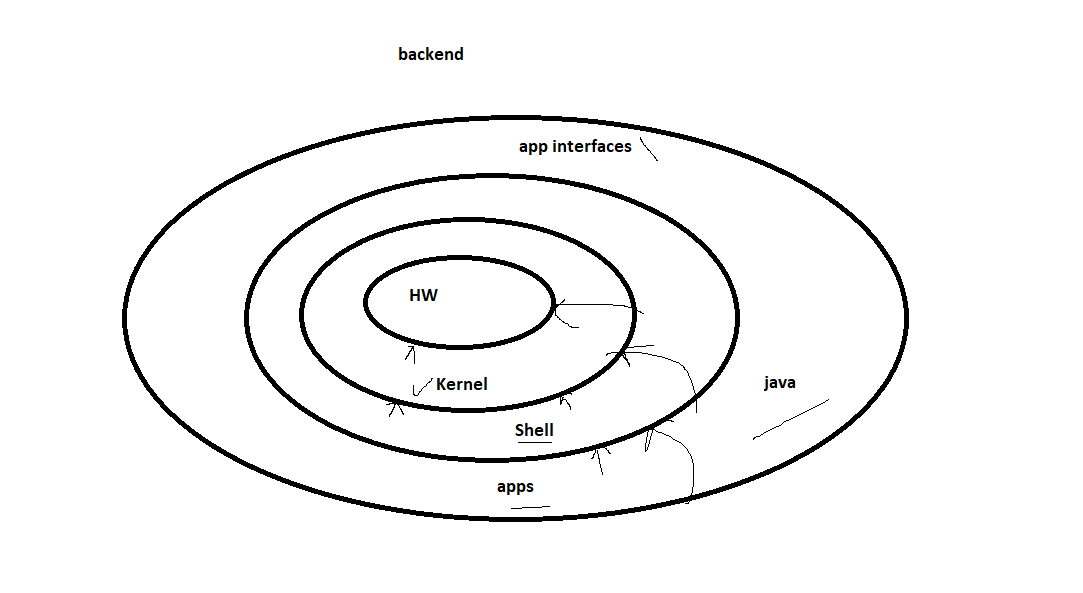 backend
app interfaces
HW
Kernel
java
Shell
apps